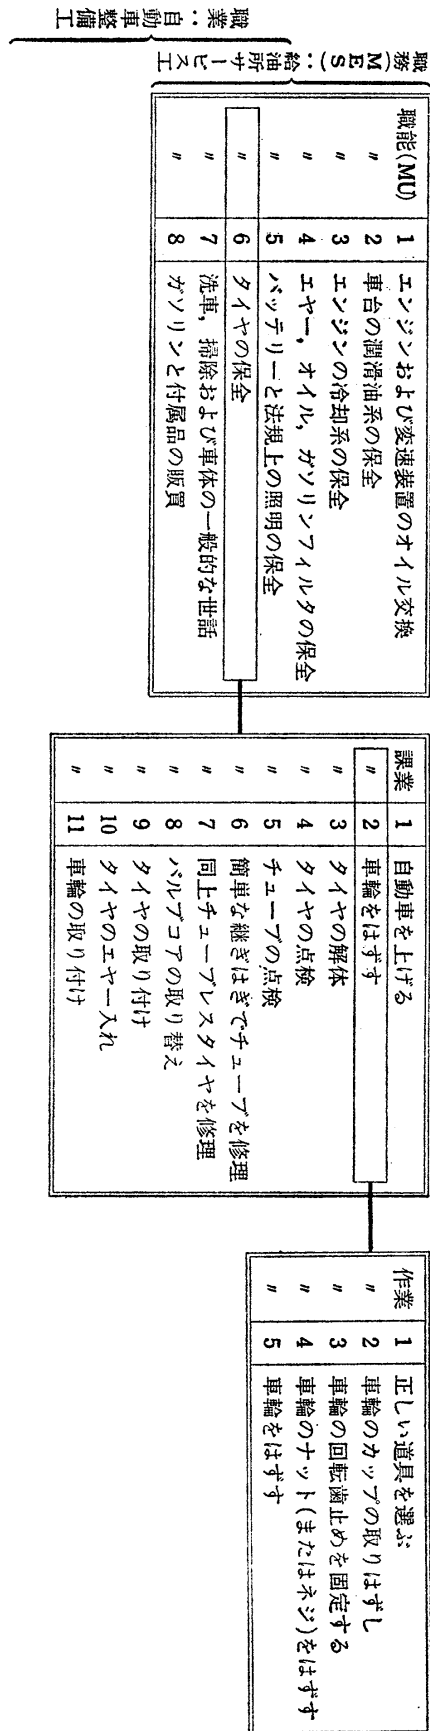 職業：自動車整備工
職務(MES)：給油所サービス工
職能(MU) 1 エンジンおよび変速装置のオイル交換
〃 2 車台の潤滑油系の保全
〃 3 エンジンの冷却系の保全
〃 4 エヤー，オイル，ガソリンフィルタの保全
〃 5 バッテリーと法規上の照明の保全
〃 6 タイヤの保全
〃 7 洗車，掃除および車体の一般的な世話
〃 8 ガソリンと付属品の販買
課業 1 自動車を上げる
〃 2 車輪をはずす
〃 3 タイヤの解体
〃 4 タイヤの点検
〃 5 チューブの点検
〃 6 簡単な継ぎはぎでチューブを修理
〃 7 同上チューブレスタイヤを修理
〃 8 バルブコアの取り替え
〃 9 タイヤの取り付け
〃 10 タイヤのエヤー入れ
〃 11 車輪の取り付け
作業 1 正しい道具を選ぶ
〃 2 車輪のカップの取りはずし
〃 3 車輪の回転歯止めを固定する
〃 4 車輪のナット(またはネジ)をはずす
〃 5 車輪をはずす